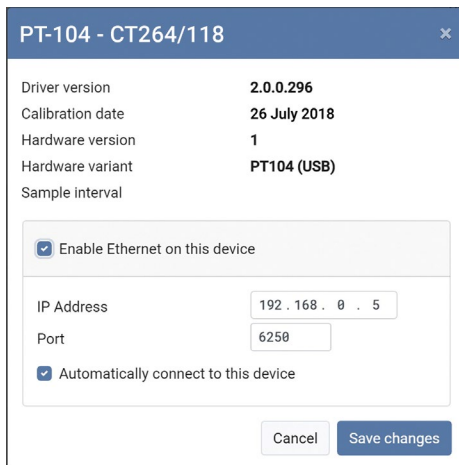 PT-104 - CT264/118 ×
Driver version 2.0.0.296
Calibration date 26 July 2018
Hardware version 1
Hardware variant PT104 (USB)
Sample interval
Enable Ethernet on this device
IP Address 192.168. 0 . 5
Port 6250
Automatically connect to this device
Cancel Save changes